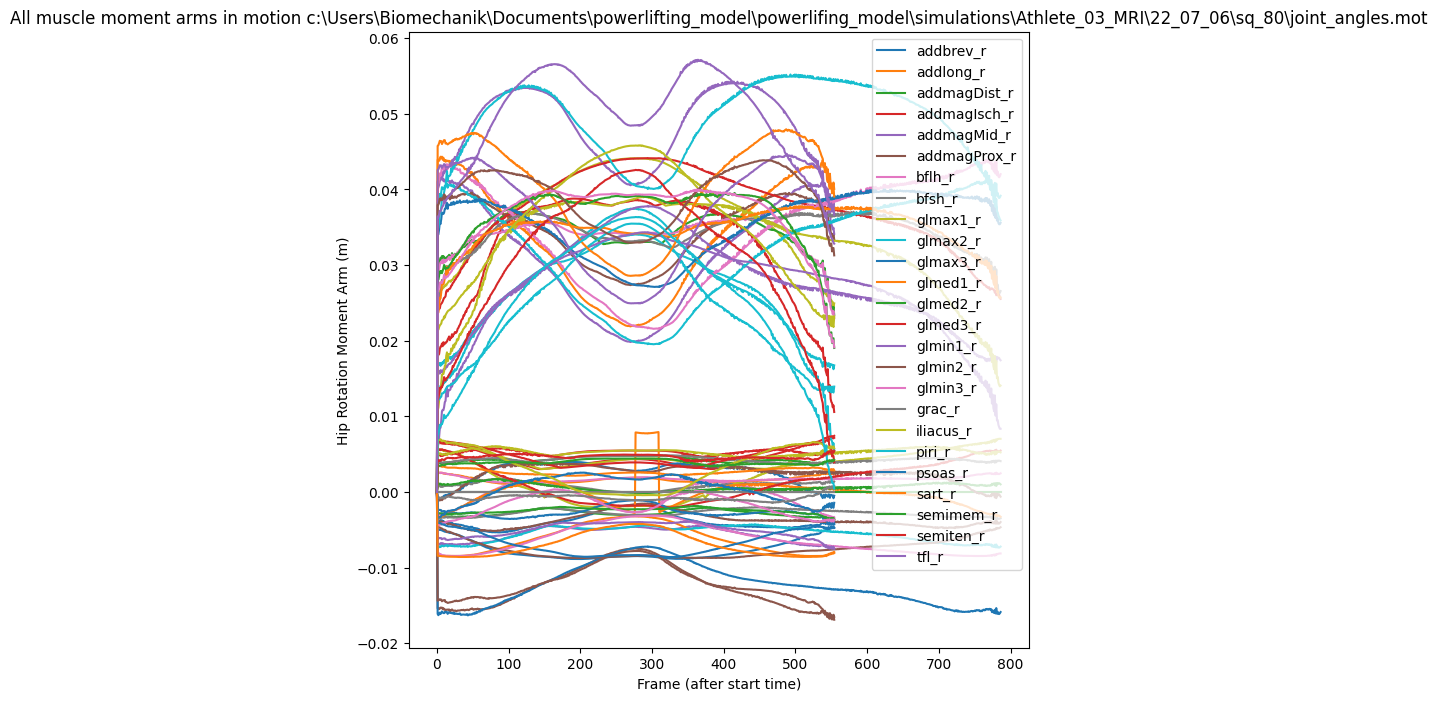 All muscle moment arms in motion c:\Users\Biomechanik\Documents\powerlifting_model\powerlifing_model\simulations\Athlete_03_MRI\22_07_06\sq_80\joint_angles.mot
0.06
0.05
0.04
0.03
0.02
0.01
0.00
−0.01
−0.02
Hip Rotation Moment Arm (m)
addbrev_r
addlong_r
addmagDist_r
addmagIsch_r
addmagMid_r
addmagProx_r
bflh_r
bfsh_r
glmax1_r
glmax2_r
glmax3_r
glmed1_r
glmed2_r
glmed3_r
glmin1_r
glmin2_r
glmin3_r
grac_r
iliacus_r
piri_r
psoas_r
sart_r
semimem_r
semiten_r
tfl_r
0 100 200 300 400 500 600 700 800
Frame (after start time)